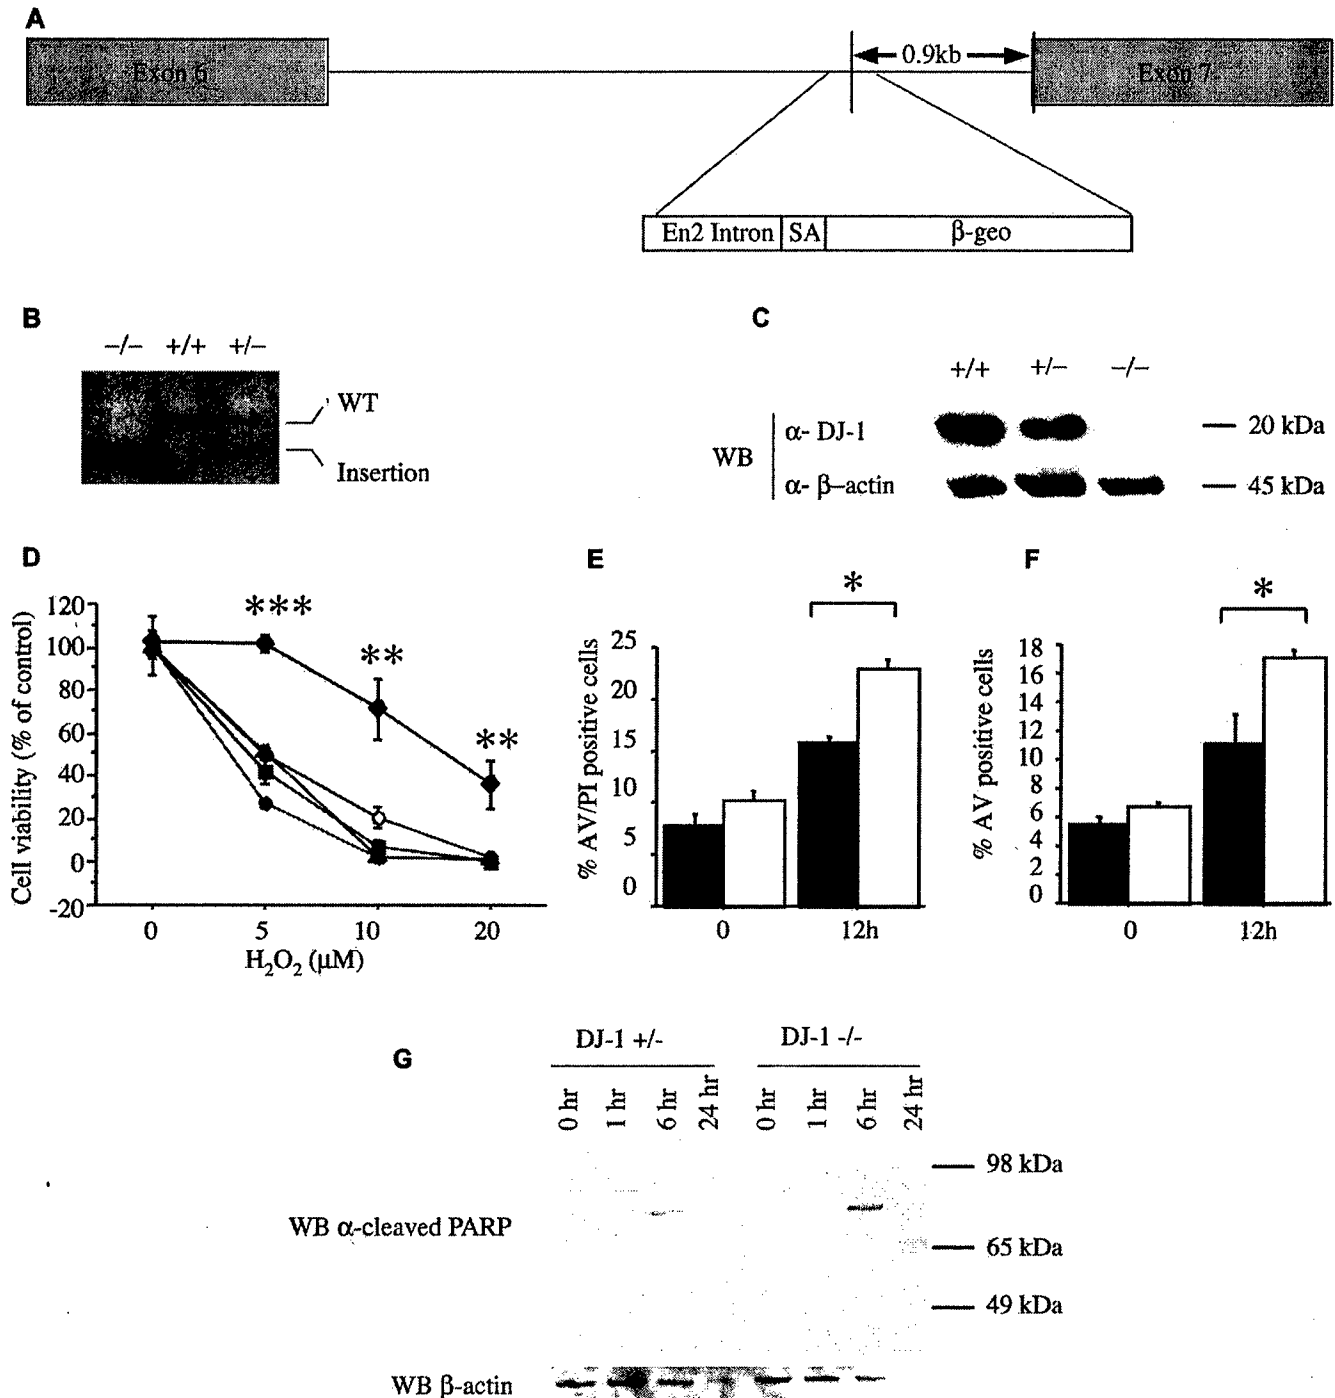 A
Exon 6
0.9kb
Exon 7
En2 Intron SA β-geo
B
−/− +/+ +/−
WT
Insertion
C
+/+ +/− −/−
WB
α- DJ-1
20 kDa
α- β–actin
45 kDa
D
120
100
80
60
40
20
0
-20
Cell viability (% of control)
*** ** **
0 5 10 20
H₂O₂ (μM)
E
*
25
20
15
10
5
0
% AV/PI positive cells
0 12h
F
*
18
16
14
12
10
8
6
4
2
0
% AV positive cells
0 12h
G
DJ-1 +/- DJ-1 -/-
0 hr 1 hr 6 hr 24 hr 0 hr 1 hr 6 hr 24 hr
98 kDa
WB α-cleaved PARP
65 kDa
49 kDa
WB β-actin